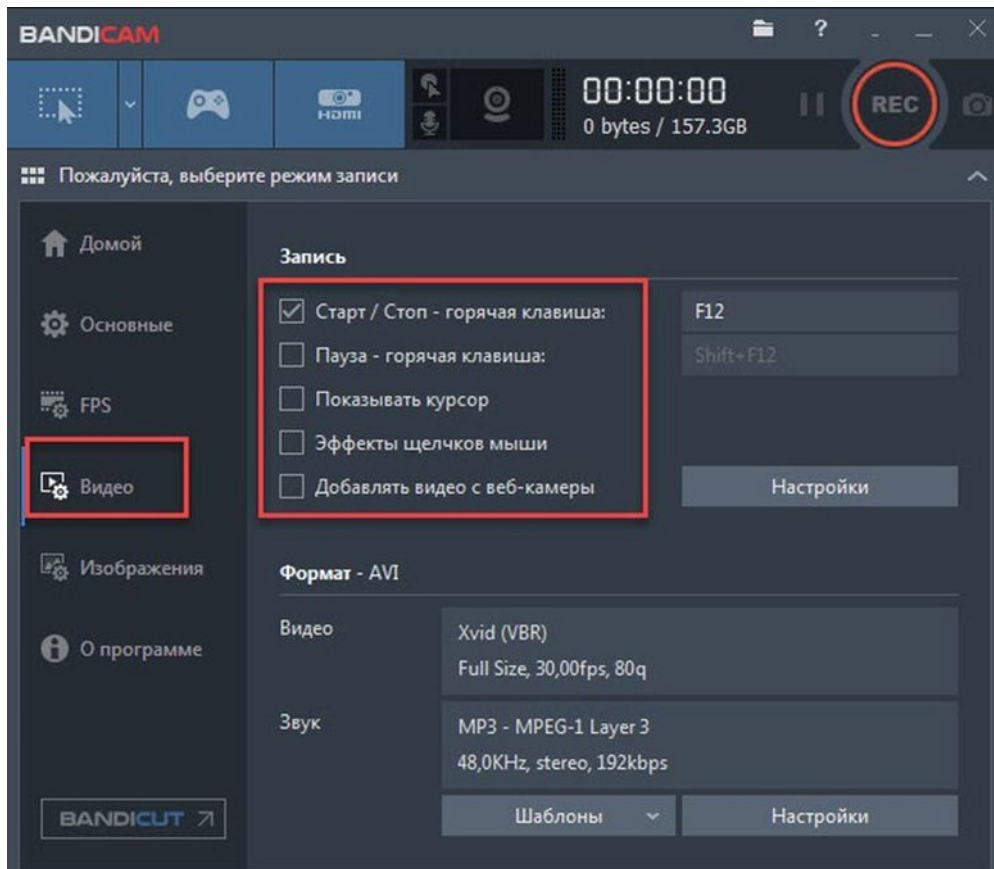 BANDICAM
?
HDMI
00:00:00
0 bytes / 157.3GB
REC
Пожалуйста, выберите режим записи
Домой
Основные
FPS
Видео
Изображения
О программе
BANDICUT
Запись
Старт / Стоп - горячая клавиша:
F12
Пауза - горячая клавиша:
Shift+F12
Показывать курсор
Эффекты щелчков мыши
Добавлять видео с веб-камеры
Настройки
Формат - AVI
Видео
Xvid (VBR)
Full Size, 30,00fps, 80q
Звук
MP3 - MPEG-1 Layer 3
48,0KHz, stereo, 192kbps
Шаблоны
Настройки